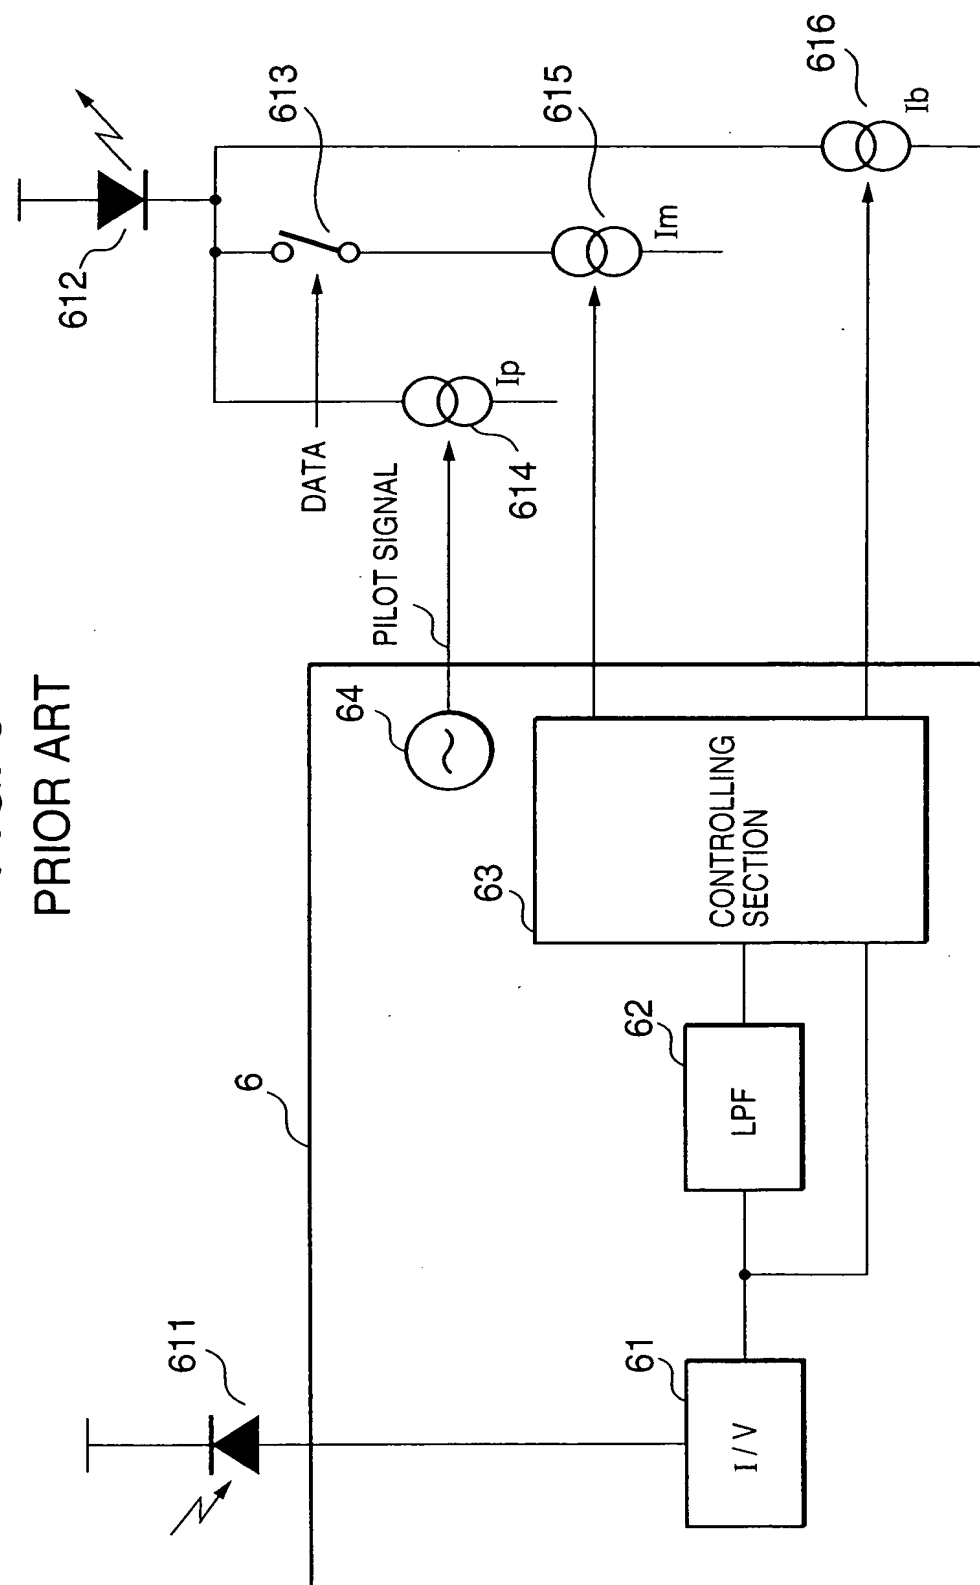 PRIOR ART
6
611
61
I / V
62
LPF
63
CONTROLLING
SECTION
64
PILOT SIGNAL
DATA
614
Ip
612
613
615
Im
616
Ib